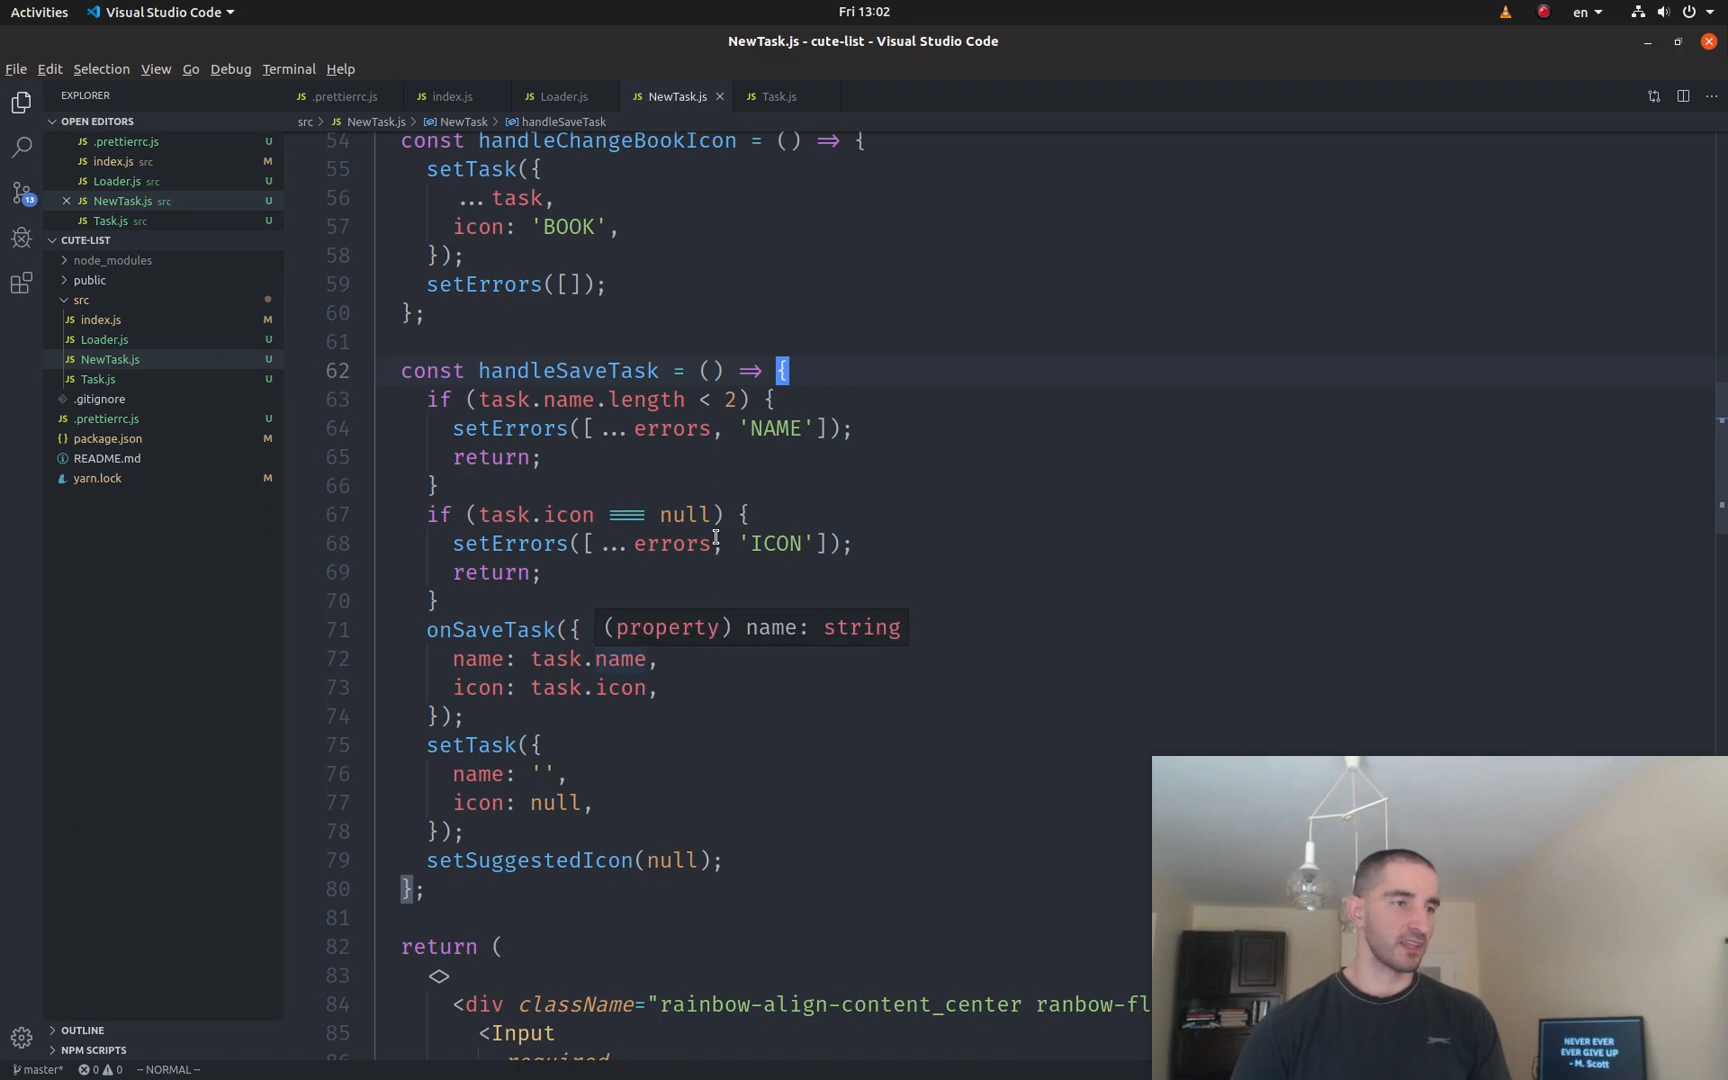 Activities Visual Studio Code Fri 13:02 en
NewTask.js - cute-list - Visual Studio Code
File Edit Selection View Go Debug Terminal Help
EXPLORER JS .prettierrc.js JS index.js JS Loader.js JS NewTask.js JS Task.js
OPEN EDITORS src > JS NewTask.js > NewTask > handleSaveTask
JS .prettierrc.js U
JS index.js src M
JS Loader.js src U
JS NewTask.js src U
JS Task.js src U
CUTE-LIST
node_modules
public
src
JS index.js M
JS Loader.js U
JS NewTask.js U
JS Task.js U
.gitignore
JS .prettierrc.js U
{} package.json M
README.md
yarn.lock M
13
OUTLINE
NPM SCRIPTS
54 const handleChangeBookIcon = () => {
55 setTask({
56 ...task,
57 icon: 'BOOK',
58 });
59 setErrors([]);
60 };
61
62 const handleSaveTask = () => {
63 if (task.name.length < 2) {
64 setErrors([...errors, 'NAME']);
65 return;
66 }
67 if (task.icon === null) {
68 setErrors([...errors, 'ICON']);
69 return;
70 }
71 onSaveTask({
(property) name: string
72 name: task.name,
73 icon: task.icon,
74 });
75 setTask({
76 name: '',
77 icon: null,
78 });
79 setSuggestedIcon(null);
80 };
81
82 return (
83 <>
84 <div className="rainbow-align-content_center ranbow-fl
85 <Input
86 required
master* 0 0 -- NORMAL --
NEVER EVER
EVER GIVE UP
- M. Scott